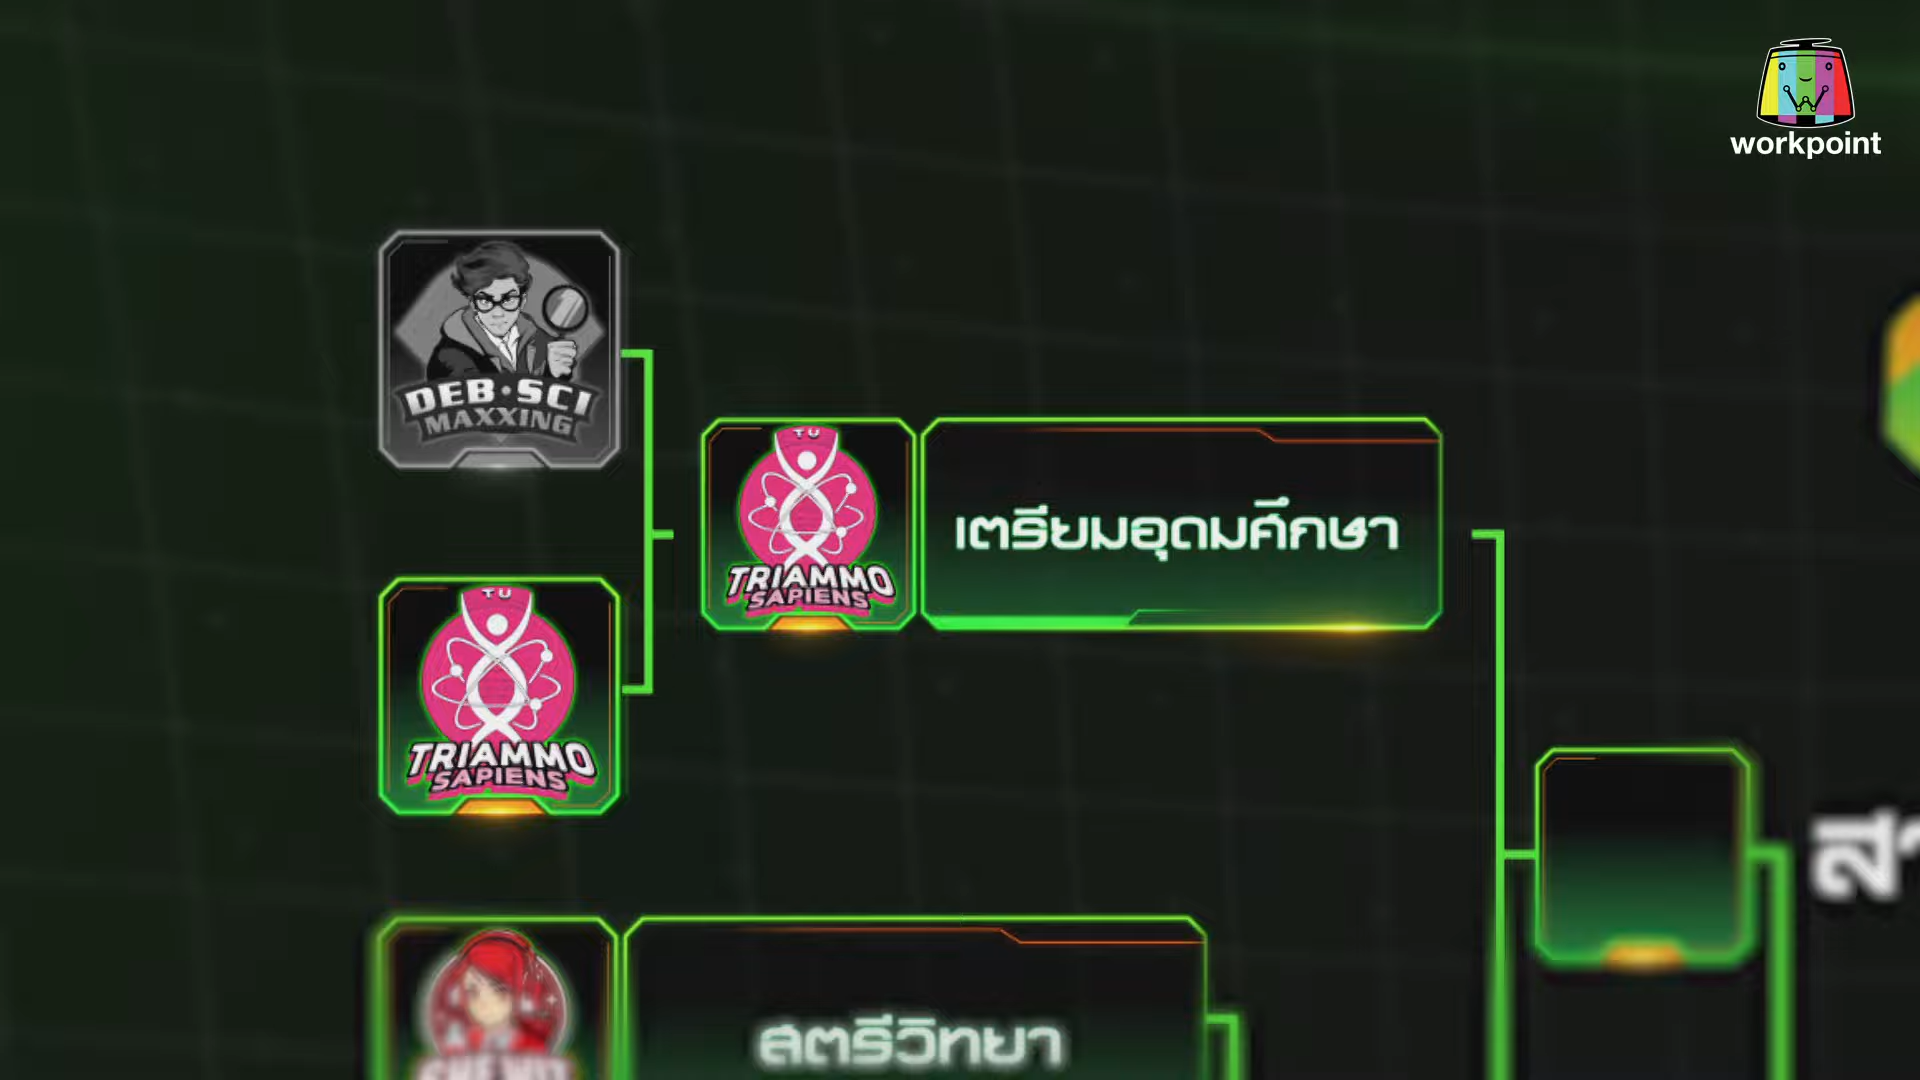 workpoint
DEB·SCI
MAXXING
TU
TRIAMMO
SAPIENS
เตรียมอุดมศึกษา
TU
TRIAMMO
SAPIENS
สตรีวิทยา